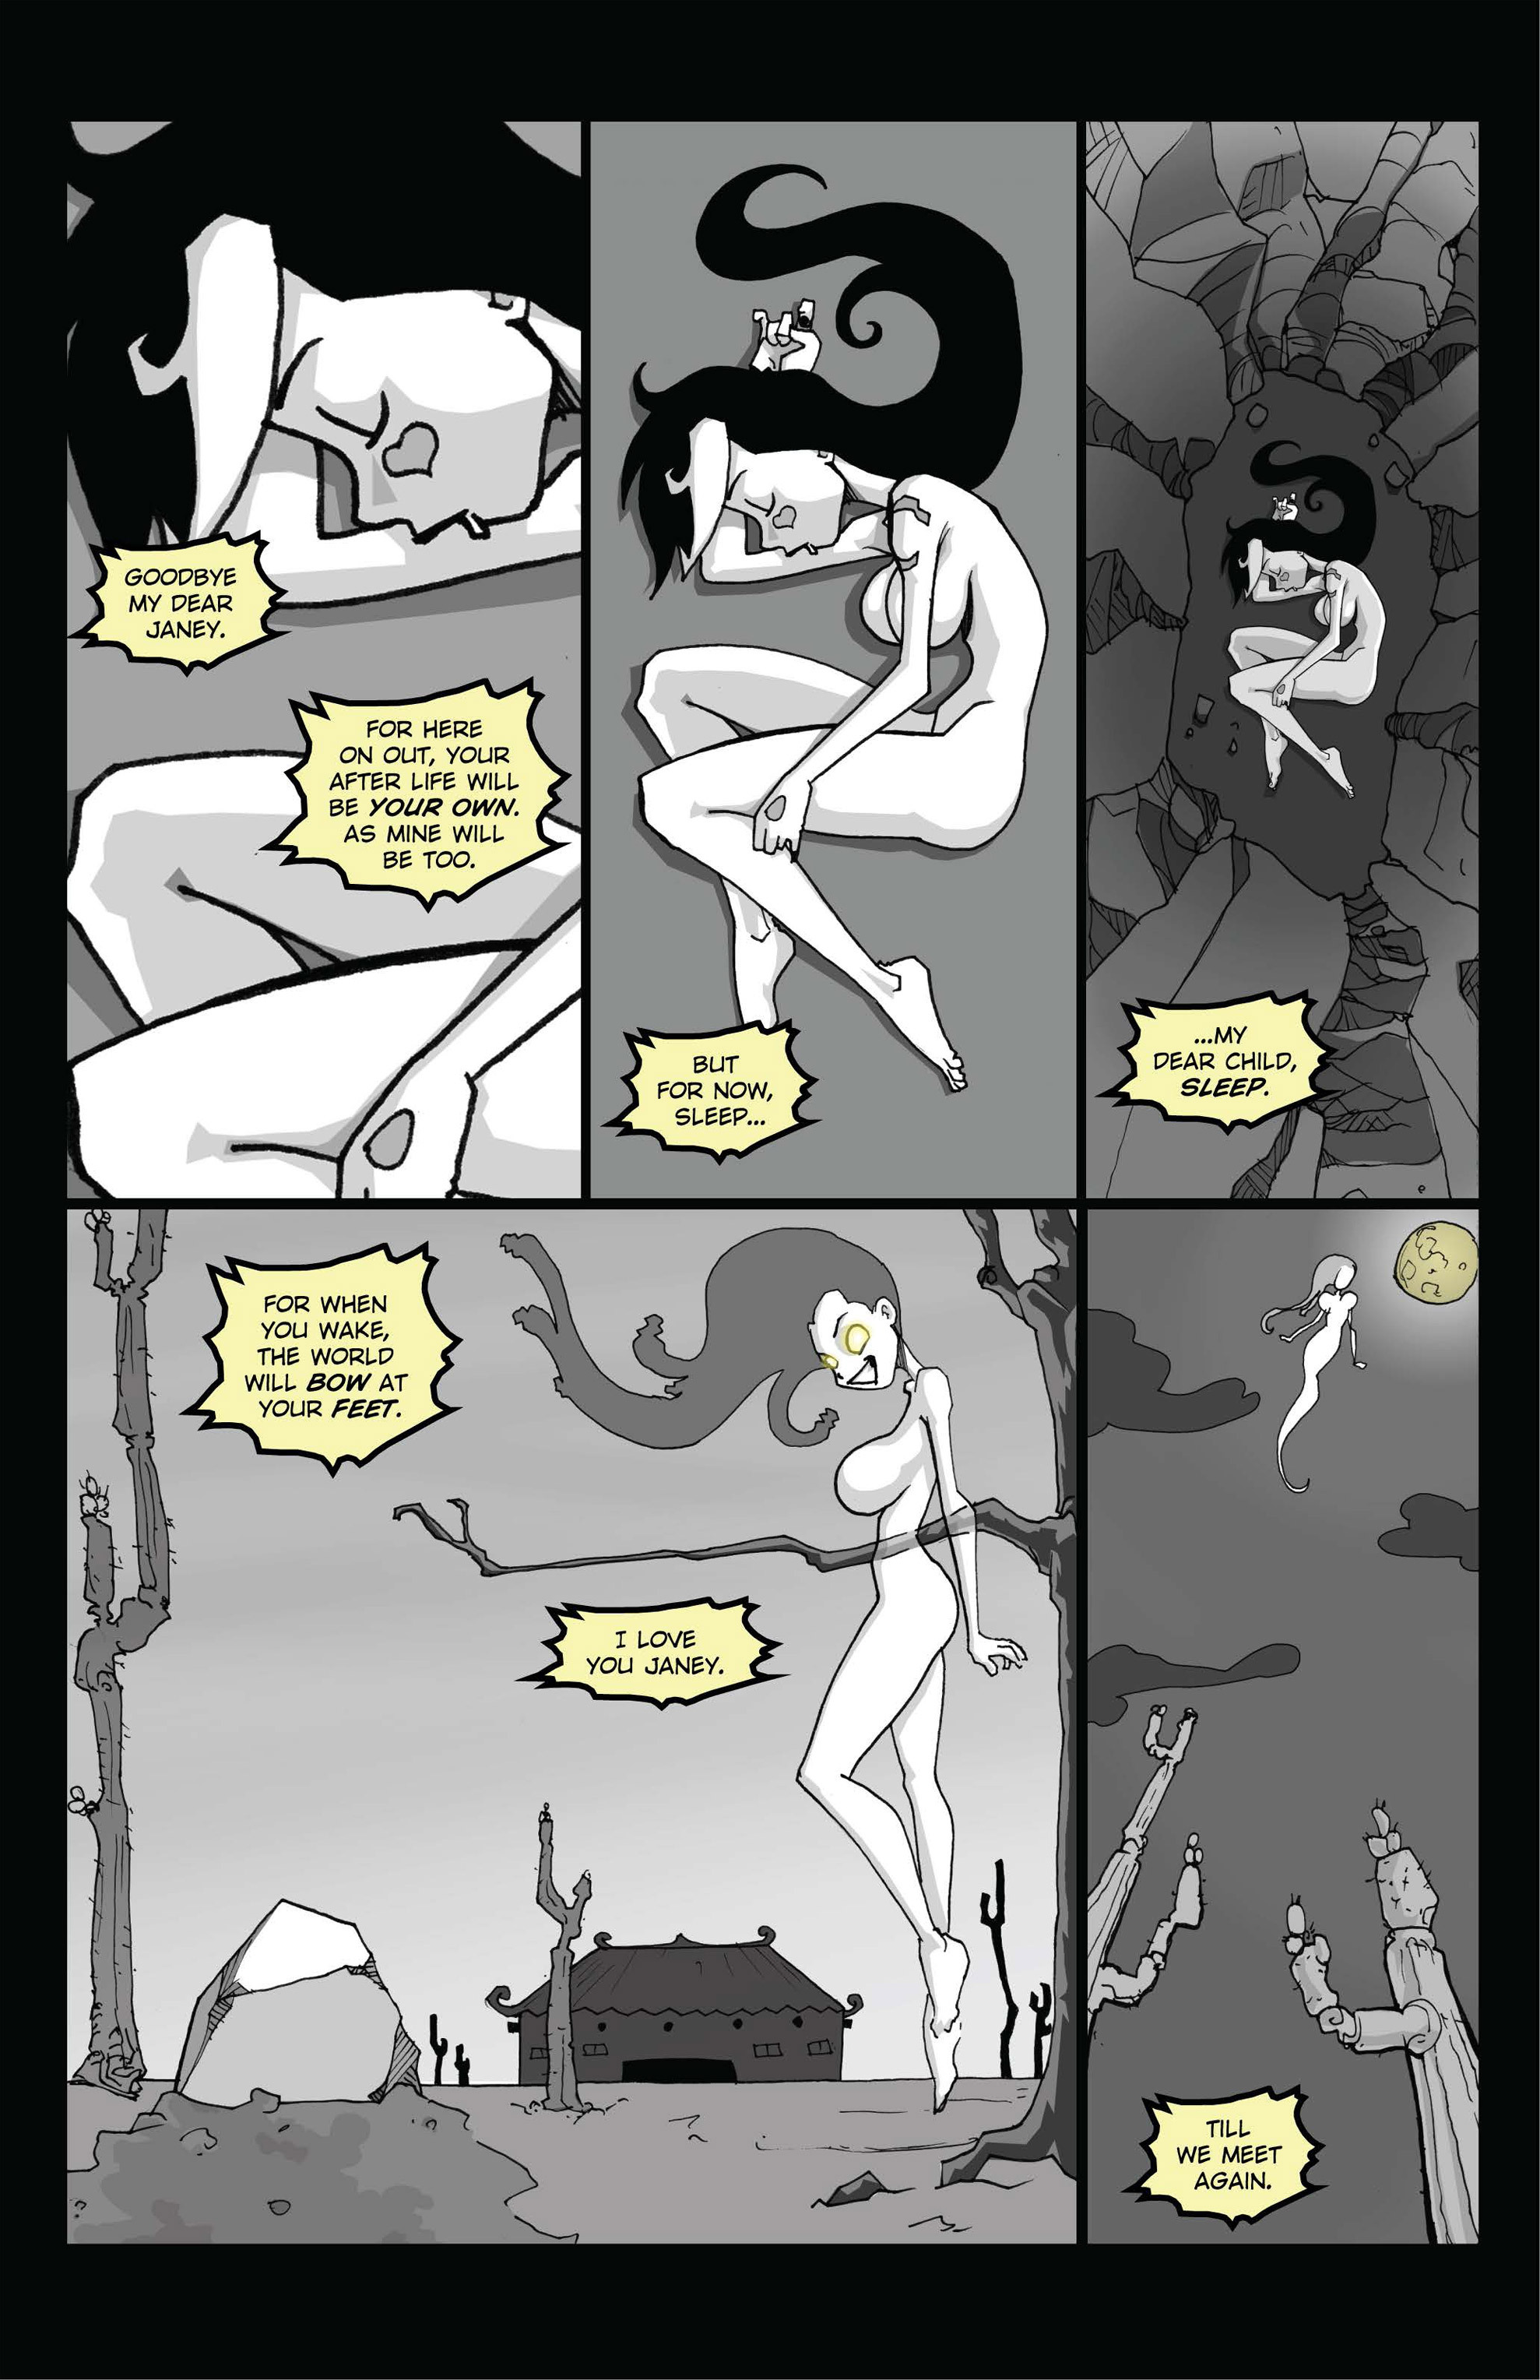 GOODBYE
MY DEAR
JANEY.
FOR HERE
ON OUT, YOUR
AFTER LIFE WILL
BE YOUR OWN.
AS MINE WILL
BE TOO.
BUT
FOR NOW,
SLEEP...
...MY
DEAR CHILD,
SLEEP.
FOR WHEN
YOU WAKE,
THE WORLD
WILL BOW AT
YOUR FEET.
I LOVE
YOU JANEY.
TILL
WE MEET
AGAIN.